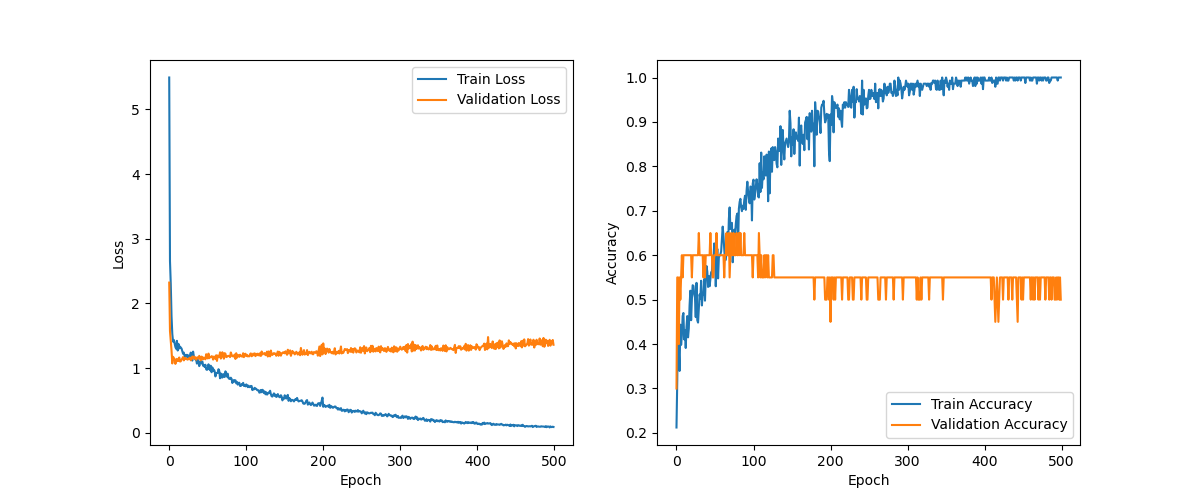 Train Loss
Validation Loss
5
4
3
2
1
0
Loss
0 100 200 300 400 500
Epoch
1.0
0.9
0.8
0.7
0.6
0.5
0.4
0.3
0.2
Accuracy
Train Accuracy
Validation Accuracy
0 100 200 300 400 500
Epoch